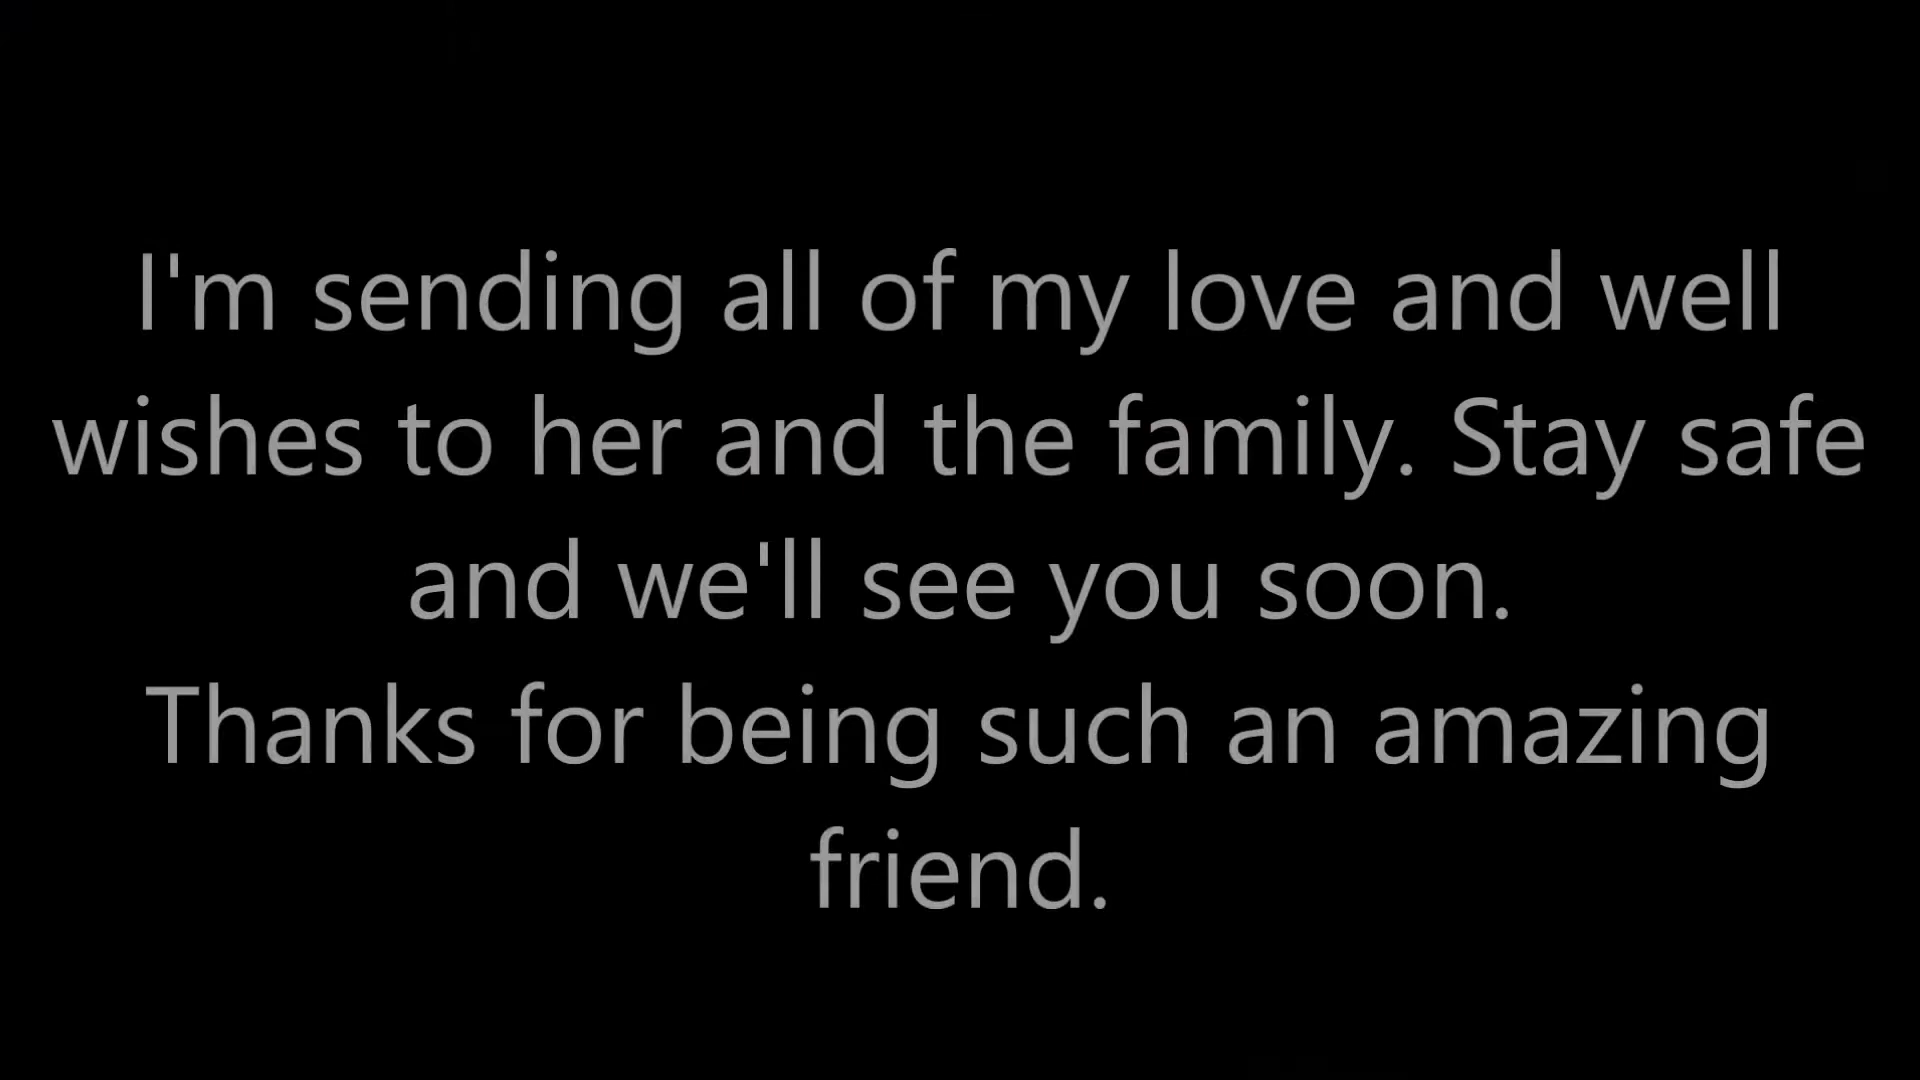 I'm sending all of my love and well
wishes to her and the family. Stay safe
and we'll see you soon.
Thanks for being such an amazing
friend.